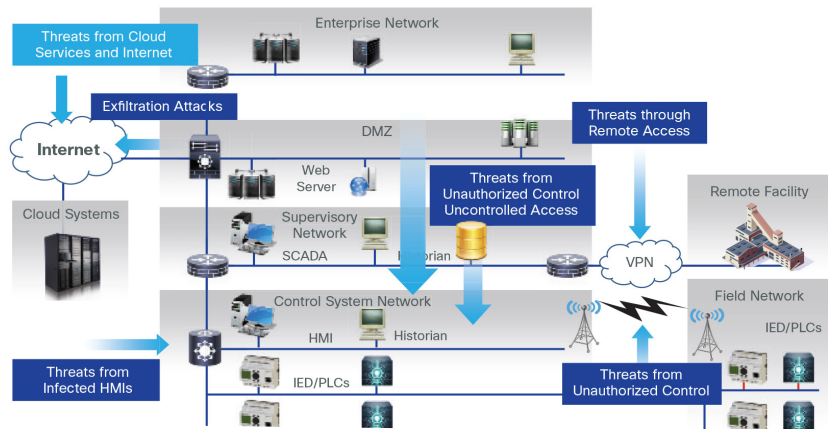 Enterprise Network
Threats from Cloud
Services and Internet
Exfiltration Attacks
Internet
DMZ
Web
Server
Threats through
Remote Access
Threats from
Unauthorized Control
Uncontrolled Access
Cloud Systems
Supervisory
Network
SCADA
Historian
VPN
Remote Facility
Control System Network
HMI
Historian
Field Network
IED/PLCs
Threats from
Infected HMIs
IED/PLCs
Threats from
Unauthorized Control